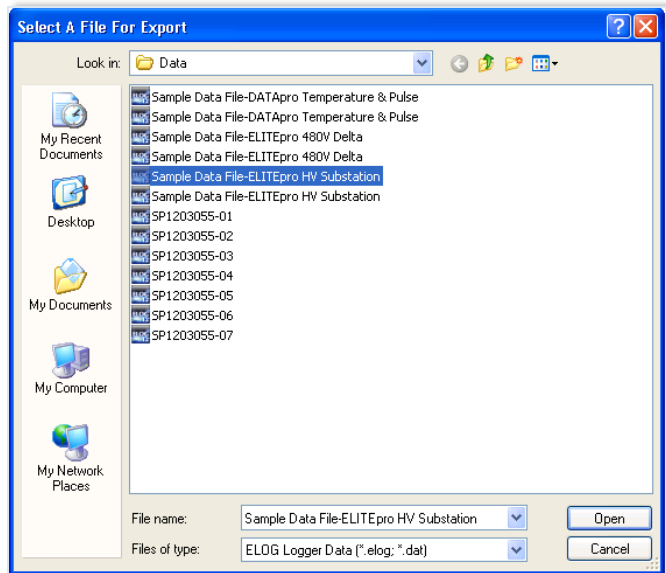 Select A File For Export
Look in:
Data
My Recent
Documents
Desktop
My Documents
My Computer
My Network
Places
Sample Data File-DATApro Temperature & Pulse
Sample Data File-DATApro Temperature & Pulse
Sample Data File-ELITEpro 480V Delta
Sample Data File-ELITEpro 480V Delta
Sample Data File-ELITEpro HV Substation
Sample Data File-ELITEpro HV Substation
SP1203055-01
SP1203055-02
SP1203055-03
SP1203055-04
SP1203055-05
SP1203055-06
SP1203055-07
File name:
Sample Data File-ELITEpro HV Substation
Open
Files of type:
ELOG Logger Data (*.elog; *.dat)
Cancel